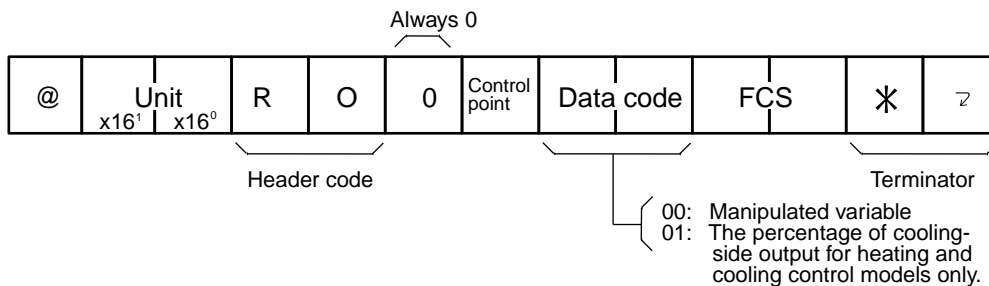 Always 0
@ Unit R O 0 Control point Data code FCS * ↵
x16¹ x16⁰
Header code
Terminator
00: Manipulated variable
01: The percentage of cooling-
side output for heating and
cooling control models only.